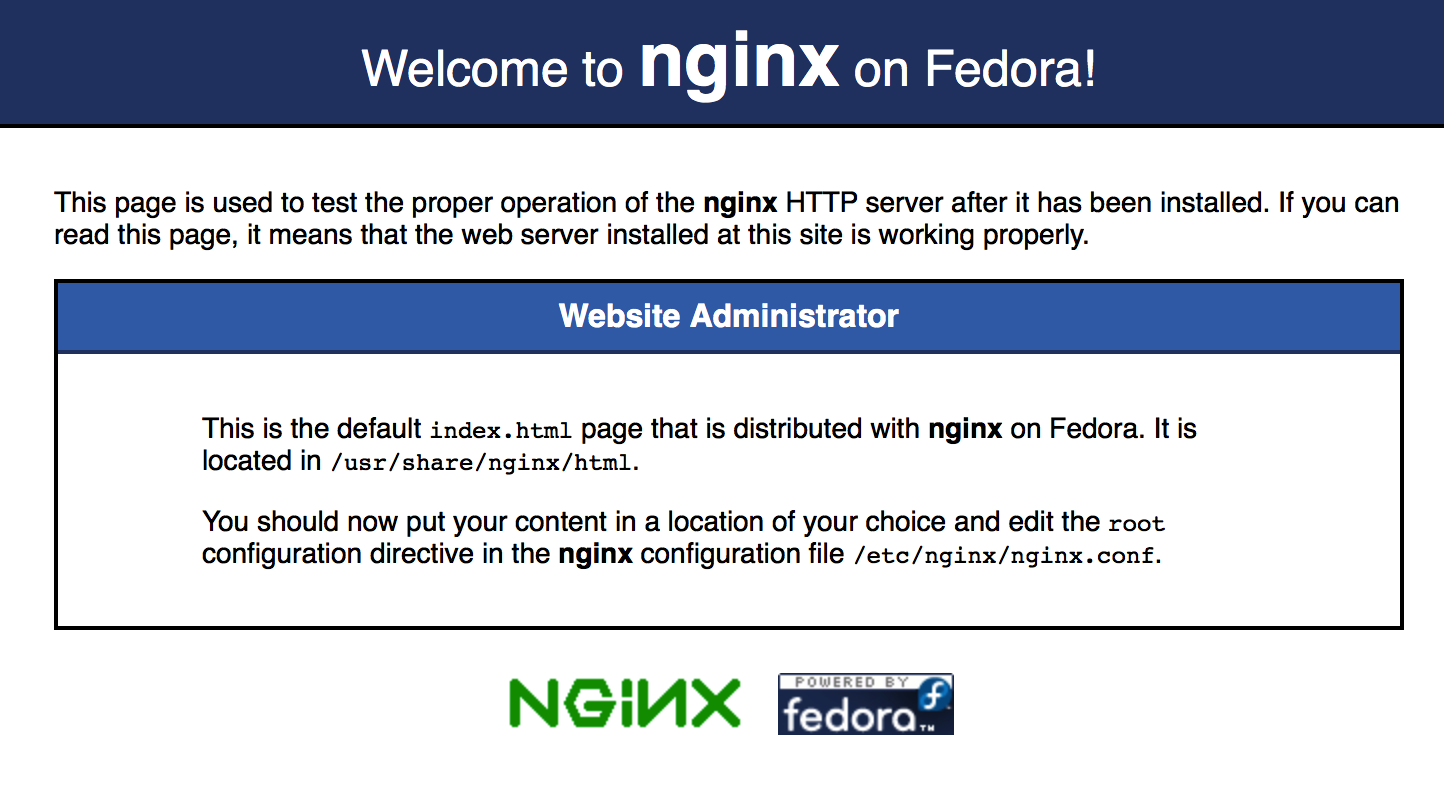 Welcome to nginx on Fedora!
This page is used to test the proper operation of the nginx HTTP server after it has been installed. If you can
read this page, it means that the web server installed at this site is working properly.
Website Administrator
This is the default index.html page that is distributed with nginx on Fedora. It is
located in /usr/share/nginx/html.
You should now put your content in a location of your choice and edit the root
configuration directive in the nginx configuration file /etc/nginx/nginx.conf.
NGiNX
POWERED BY
fedora™